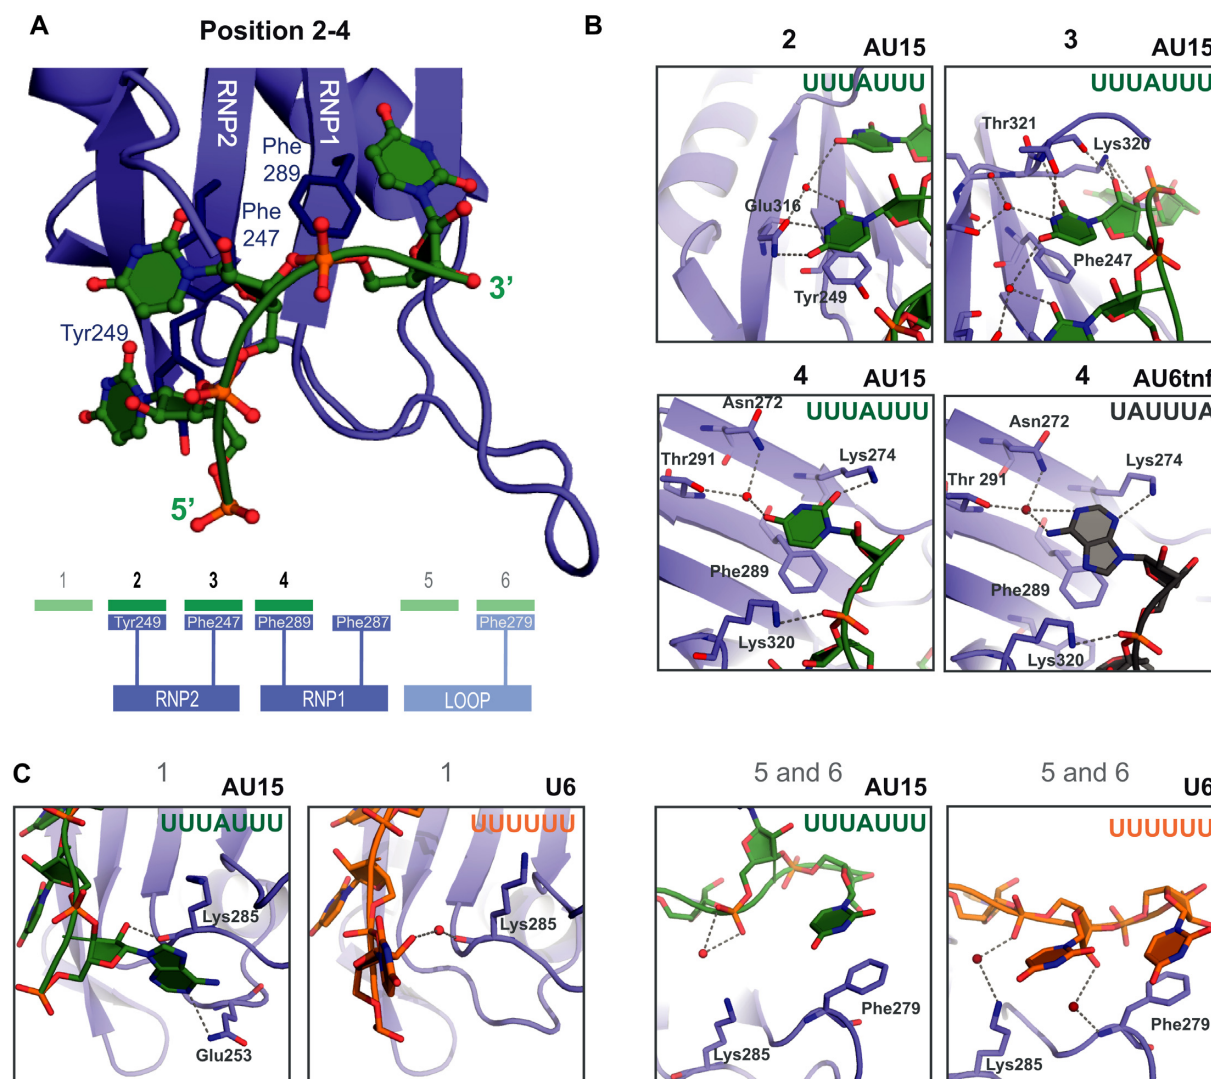 A
Position 2-4
RNP2
RNP1
Phe
289
Phe
247
Tyr249
3’
5’
1
2
3
4
5
6
Tyr249
Phe247
Phe289
Phe287
Phe279
RNP2
RNP1
LOOP
B
2
AU15
UUUAUUU
Glu316
Tyr249
3
AU15
UUUAUUU
Thr321
Lys320
Phe247
4
AU15
UUUAUUU
Asn272
Lys274
Thr291
Phe289
Lys320
4
AU6tnf
UAUUUA
Asn272
Lys274
Thr 291
Phe289
Lys320
C
1
AU15
UUUAUUU
Lys285
Glu253
1
U6
UUUUUU
Lys285
5 and 6
AU15
UUUAUUU
Phe279
Lys285
5 and 6
U6
UUUUUU
Phe279
Lys285